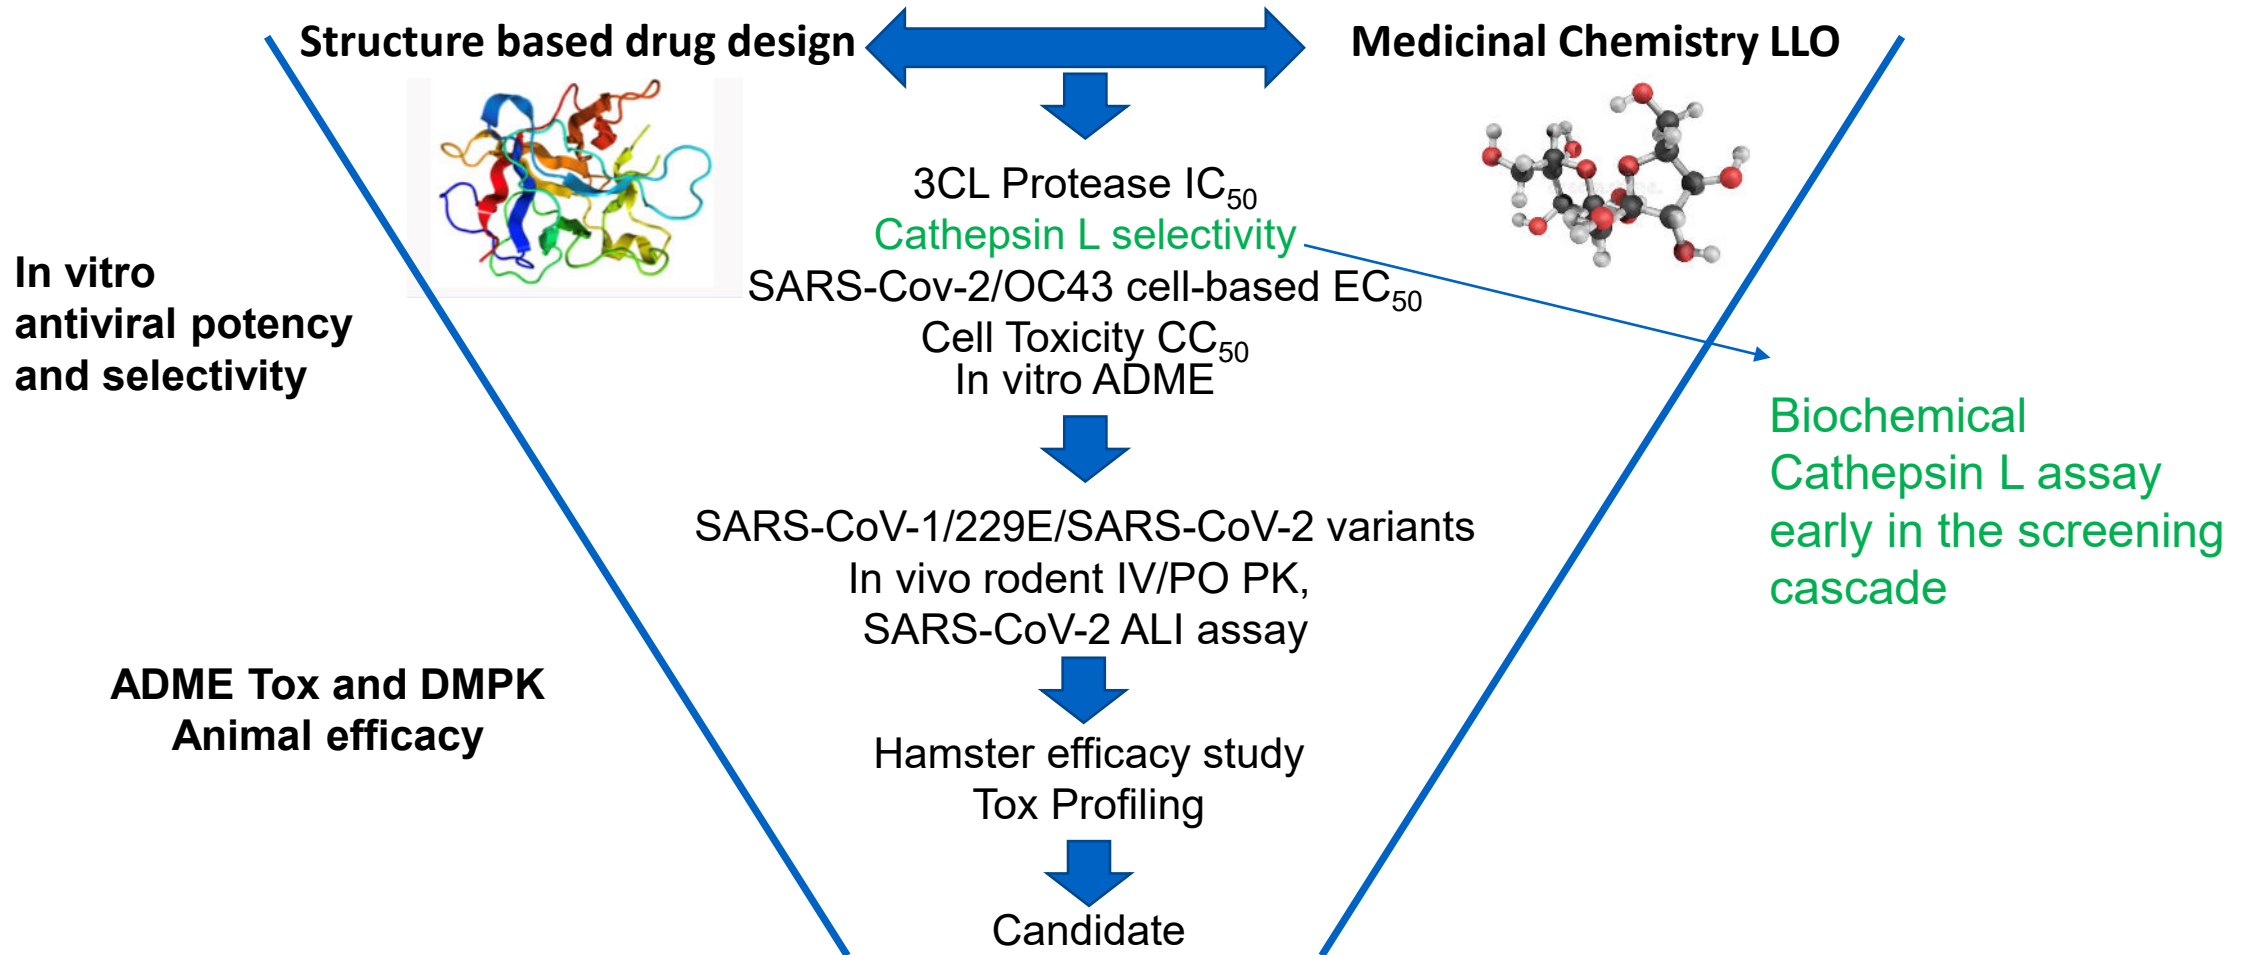 Structure based drug design
Medicinal Chemistry LLO
3CL Protease IC50
Cathepsin L selectivity
SARS-Cov-2/OC43 cell-based EC50
Cell Toxicity CC50
In vitro ADME
In vitro
antiviral potency
and selectivity
Biochemical
Cathepsin L assay
early in the screening
cascade
SARS-CoV-1/229E/SARS-CoV-2 variants
In vivo rodent IV/PO PK,
SARS-CoV-2 ALI assay
ADME Tox and DMPK
Animal efficacy
Hamster efficacy study
Tox Profiling
Candidate